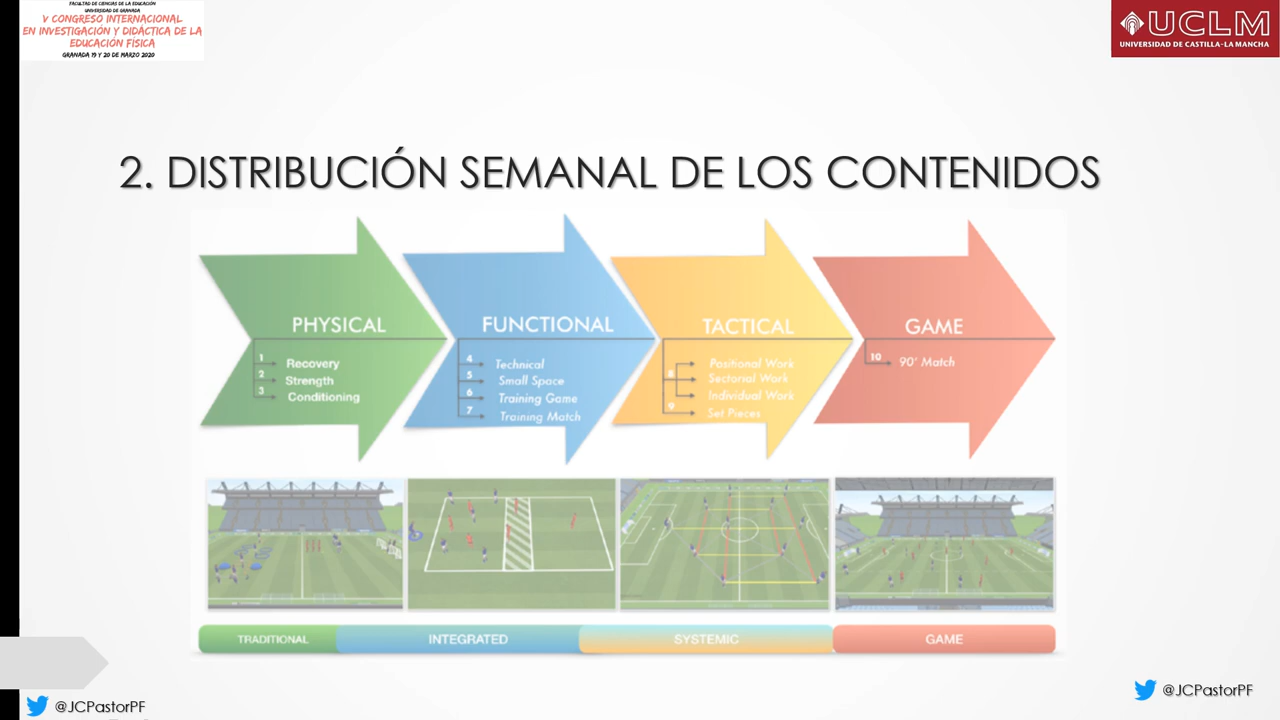 FACULTAD DE CIENCIAS DE LA EDUCACIÓN
UNIVERSIDAD DE GRANADA
V CONGRESO INTERNACIONAL
EN INVESTIGACIÓN Y DIDÁCTICA DE LA
EDUCACIÓN FÍSICA
GRANADA 19 Y 20 DE MARZO 2020
UCLM
UNIVERSIDAD DE CASTILLA-LA MANCHA
2. DISTRIBUCIÓN SEMANAL DE LOS CONTENIDOS
PHYSICAL
1 Recovery
2 Strength
3 Conditioning
FUNCTIONAL
4 Technical
5 Small Space
6 Training Game
7 Training Match
TACTICAL
Positional Work
8 Sectorial Work
Individual Work
9 Set Pieces
GAME
10 90' Match
TRADITIONAL
INTEGRATED
SYSTEMIC
GAME
@JCPastorPF
@JCPastorPF